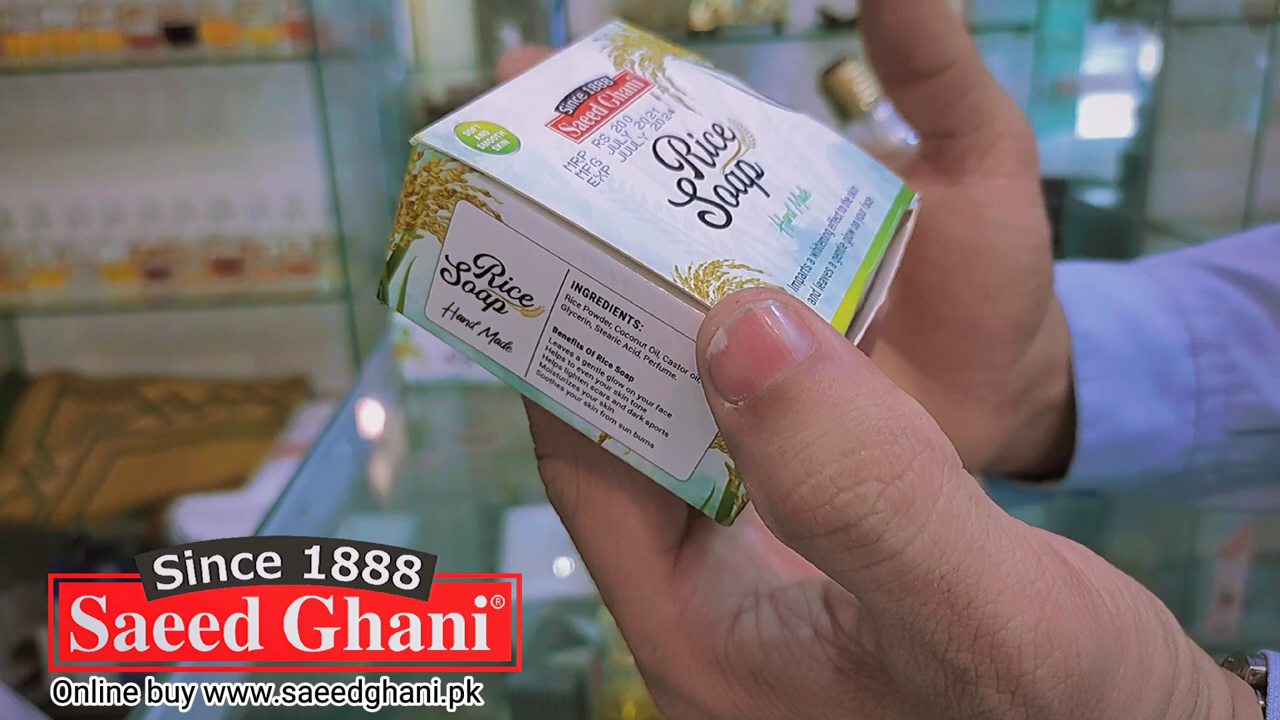 Since 1888
Saeed Ghani
SOFT
AND
SMOOTH
SKIN
MRP RS 200
MFG JULY 2021
EXP JUULY 2024
Rice
Soap
Hand Made
Imparts a whitening effect to the skin
and leaves a gentle glow on your face
Rice
Soap
Hand Made
INGREDIENTS:
Rice Powder, Coconut Oil, Castor oil,
Glycerin, Stearic Acid, Perfume.
Benefits Of Rice Soap
Leaves a gentle glow on your face
Helps to even your skin tone
Helps lighten scars and dark sports
Moisturizes your skin
Soothes your skin from sun burns
Since 1888
Saeed Ghani®
Online buy www.saeedghani.pk